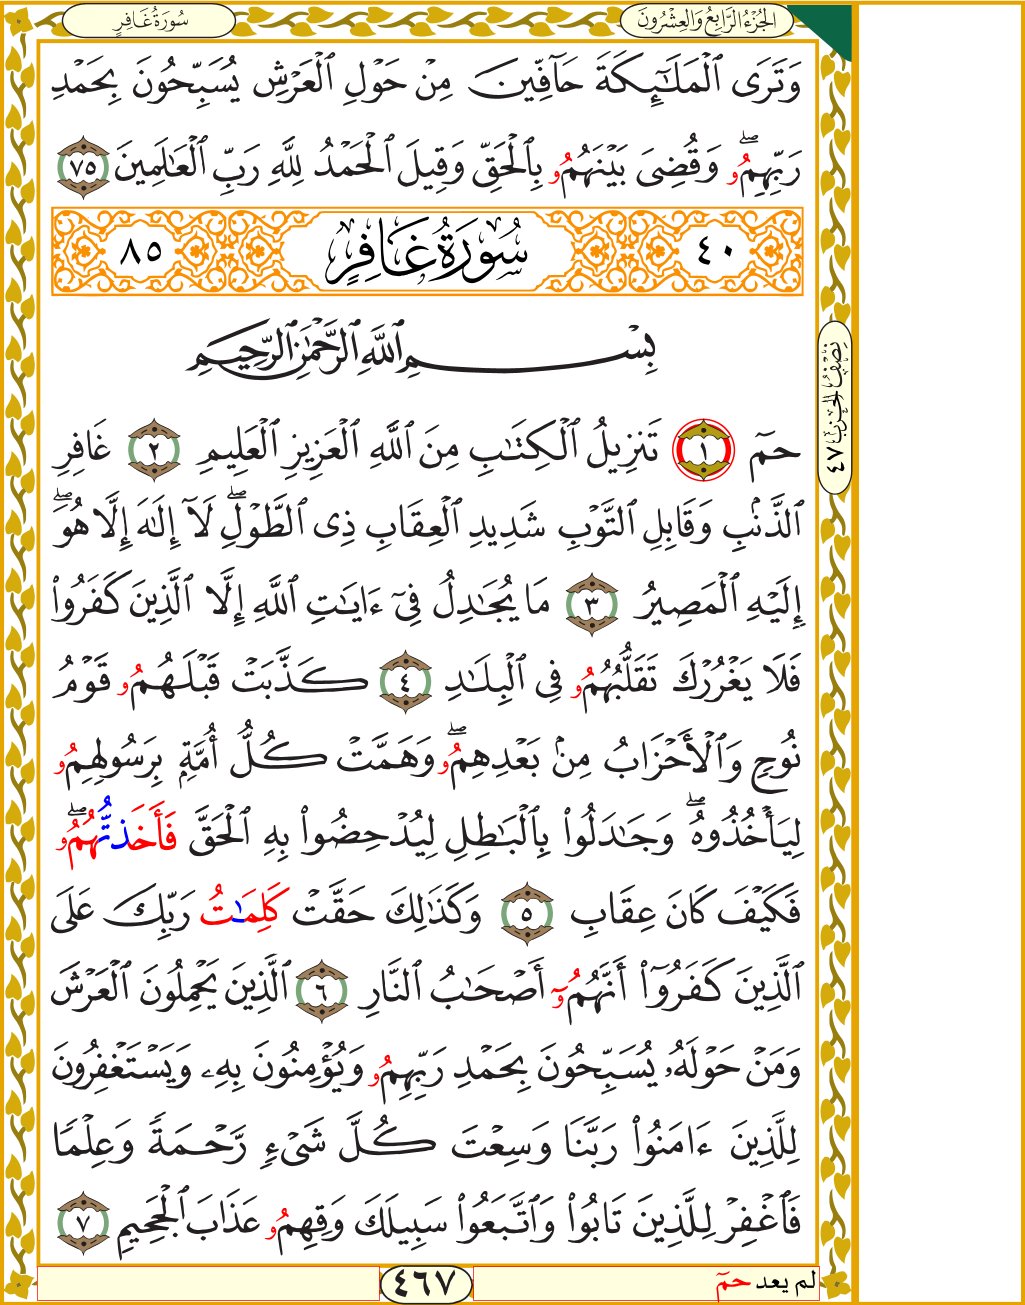 الجُزْءُ الرَّابِعُ وَالعِشْرُونَ
سُورَةُ غَافِرٍ
وَتَرَى ٱلْمَلَـٰٓئِكَةَ حَآفِّينَ مِنْ حَوْلِ ٱلْعَرْشِ يُسَبِّحُونَ بِحَمْدِ
رَبِّهِمُۥۖ وَقُضِىَ بَيْنَهُمُۥ بِٱلْحَقِّ وَقِيلَ ٱلْحَمْدُ لِلَّهِ رَبِّ ٱلْعَـٰلَمِينَ ٧٥
٤٠ سُورَةُ غَافِرٍ ٨٥
بِسْمِ ٱللَّهِ ٱلرَّحْمَـٰنِ ٱلرَّحِيمِ
حمٓ ١ تَنزِيلُ ٱلْكِتَـٰبِ مِنَ ٱللَّهِ ٱلْعَزِيزِ ٱلْعَلِيمِ ٢ غَافِرِ
ٱلذَّنۢبِ وَقَابِلِ ٱلتَّوْبِ شَدِيدِ ٱلْعِقَابِ ذِى ٱلطَّوْلِۖ لَآ إِلَـٰهَ إِلَّا هُوَۖ
إِلَيْهِ ٱلْمَصِيرُ ٣ مَا يُجَـٰدِلُ فِىٓ ءَايَـٰتِ ٱللَّهِ إِلَّا ٱلَّذِينَ كَفَرُوا۟
فَلَا يَغْرُرْكَ تَقَلُّبُهُمُۥ فِى ٱلْبِلَـٰدِ ٤ كَذَّبَتْ قَبْلَهُمُۥ قَوْمُ
نُوحٍ وَٱلْأَحْزَابُ مِنۢ بَعْدِهِمُۥۖ وَهَمَّتْ كُلُّ أُمَّةٍۭ بِرَسُولِهِمُۥ
لِيَأْخُذُوهُۖ وَجَـٰدَلُوا۟ بِٱلْبَـٰطِلِ لِيُدْحِضُوا۟ بِهِ ٱلْحَقَّ فَأَخَذتُّهُمُۥۖ
فَكَيْفَ كَانَ عِقَابِ ٥ وَكَذَٰلِكَ حَقَّتْ كَلِمَـٰتُ رَبِّكَ عَلَى
ٱلَّذِينَ كَفَرُوٓا۟ أَنَّهُمُۥٓ أَصْحَـٰبُ ٱلنَّارِ ٦ ٱلَّذِينَ يَحْمِلُونَ ٱلْعَرْشَ
وَمَنْ حَوْلَهُۥ يُسَبِّحُونَ بِحَمْدِ رَبِّهِمُۥ وَيُؤْمِنُونَ بِهِۦ وَيَسْتَغْفِرُونَ
لِلَّذِينَ ءَامَنُوا۟ رَبَّنَا وَسِعْتَ كُلَّ شَىْءٍ رَّحْمَةً وَعِلْمًا
فَٱغْفِرْ لِلَّذِينَ تَابُوا۟ وَٱتَّبَعُوا۟ سَبِيلَكَ وَقِهِمُۥ عَذَابَ ٱلْجَحِيمِ ٧
نِصْفُ الحِزْبِ ٤٧
لم يعد حمٓ
٤٦٧